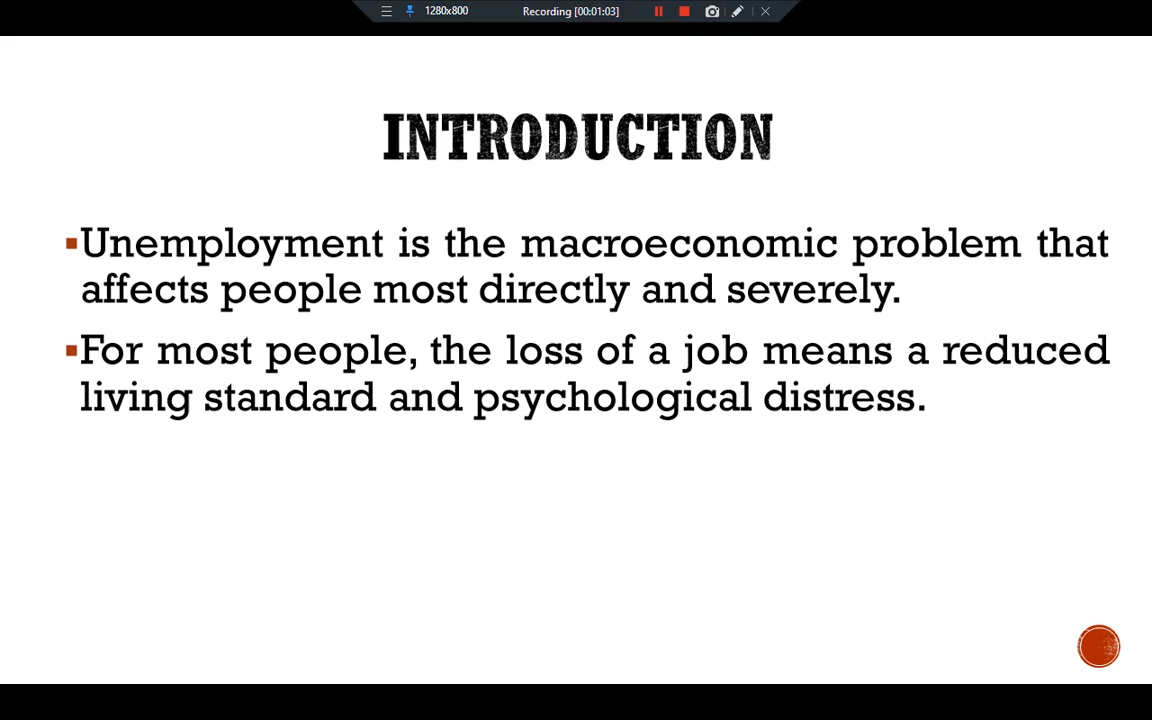 1280x800 Recording [00:01:03]
INTRODUCTION
▪Unemployment is the macroeconomic problem that
affects people most directly and severely.
▪For most people, the loss of a job means a reduced
living standard and psychological distress.